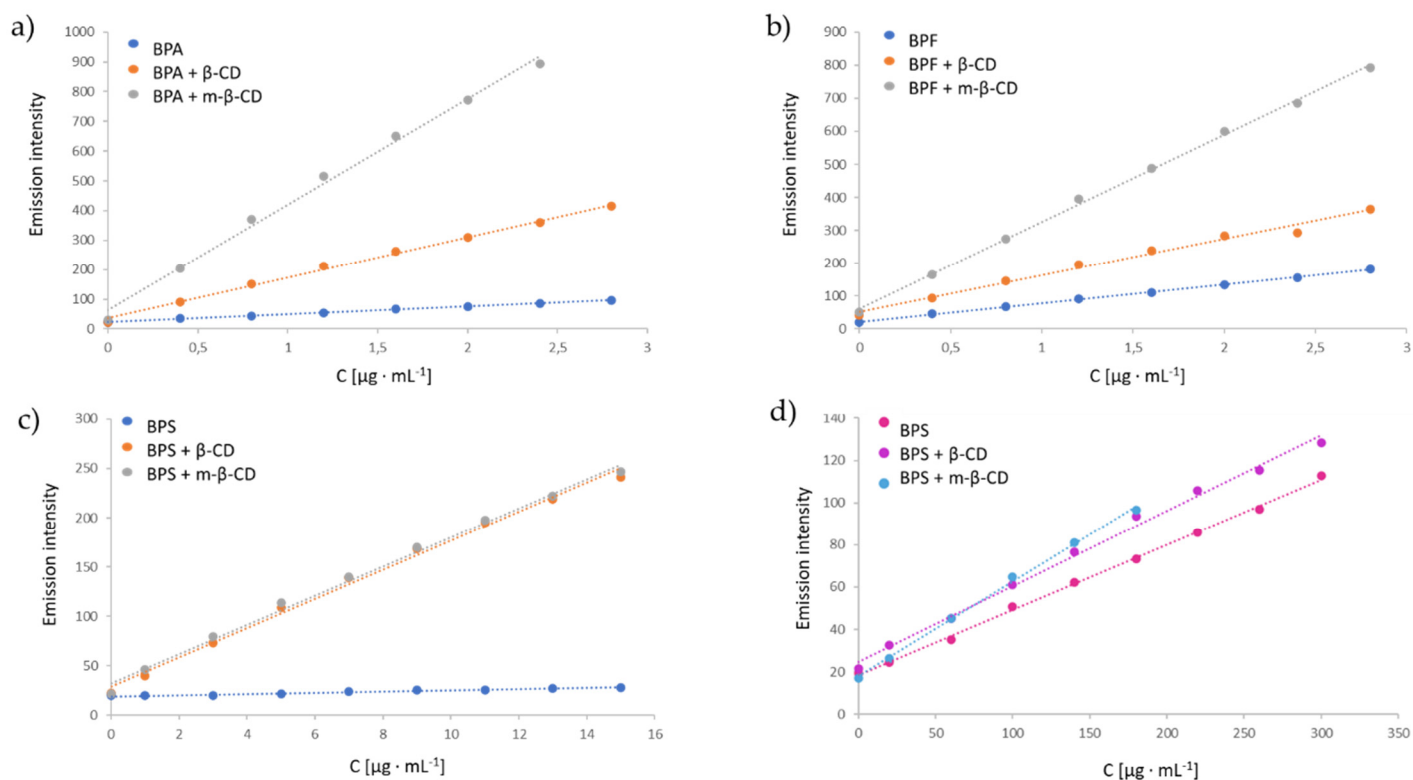 a)
1000
900
800
700
600
500
400
300
200
100
0
Emission intensity
BPA
BPA + β-CD
BPA + m-β-CD
0
0,5
1
1,5
2
2,5
3
C [µg · mL⁻¹]
b)
900
800
700
600
500
400
300
200
100
0
Emission intensity
BPF
BPF + β-CD
BPF + m-β-CD
0
0,5
1
1,5
2
2,5
3
C [µg · mL⁻¹]
c)
300
250
200
150
100
50
0
Emission intensity
BPS
BPS + β-CD
BPS + m-β-CD
0
2
4
6
8
10
12
14
16
C [µg · mL⁻¹]
d)
140
120
100
80
60
40
20
0
Emission intensity
BPS
BPS + β-CD
BPS + m-β-CD
0
50
100
150
200
250
300
350
C [µg · mL⁻¹]